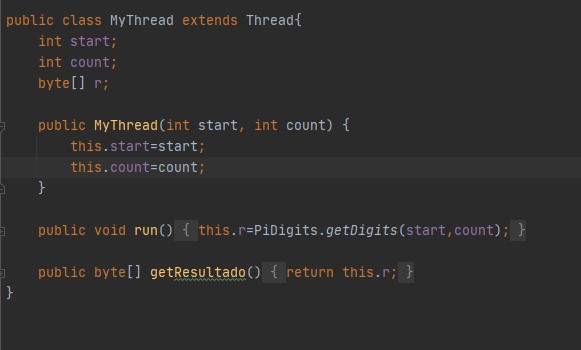 public class MyThread extends Thread{
    int start;
    int count;
    byte[] r;
    public MyThread(int start, int count) {
        this.start=start;
        this.count=count;
    }
    public void run() { this.r=PiDigits.getDigits(start,count); }
    public byte[] getResultado() { return this.r; }
}